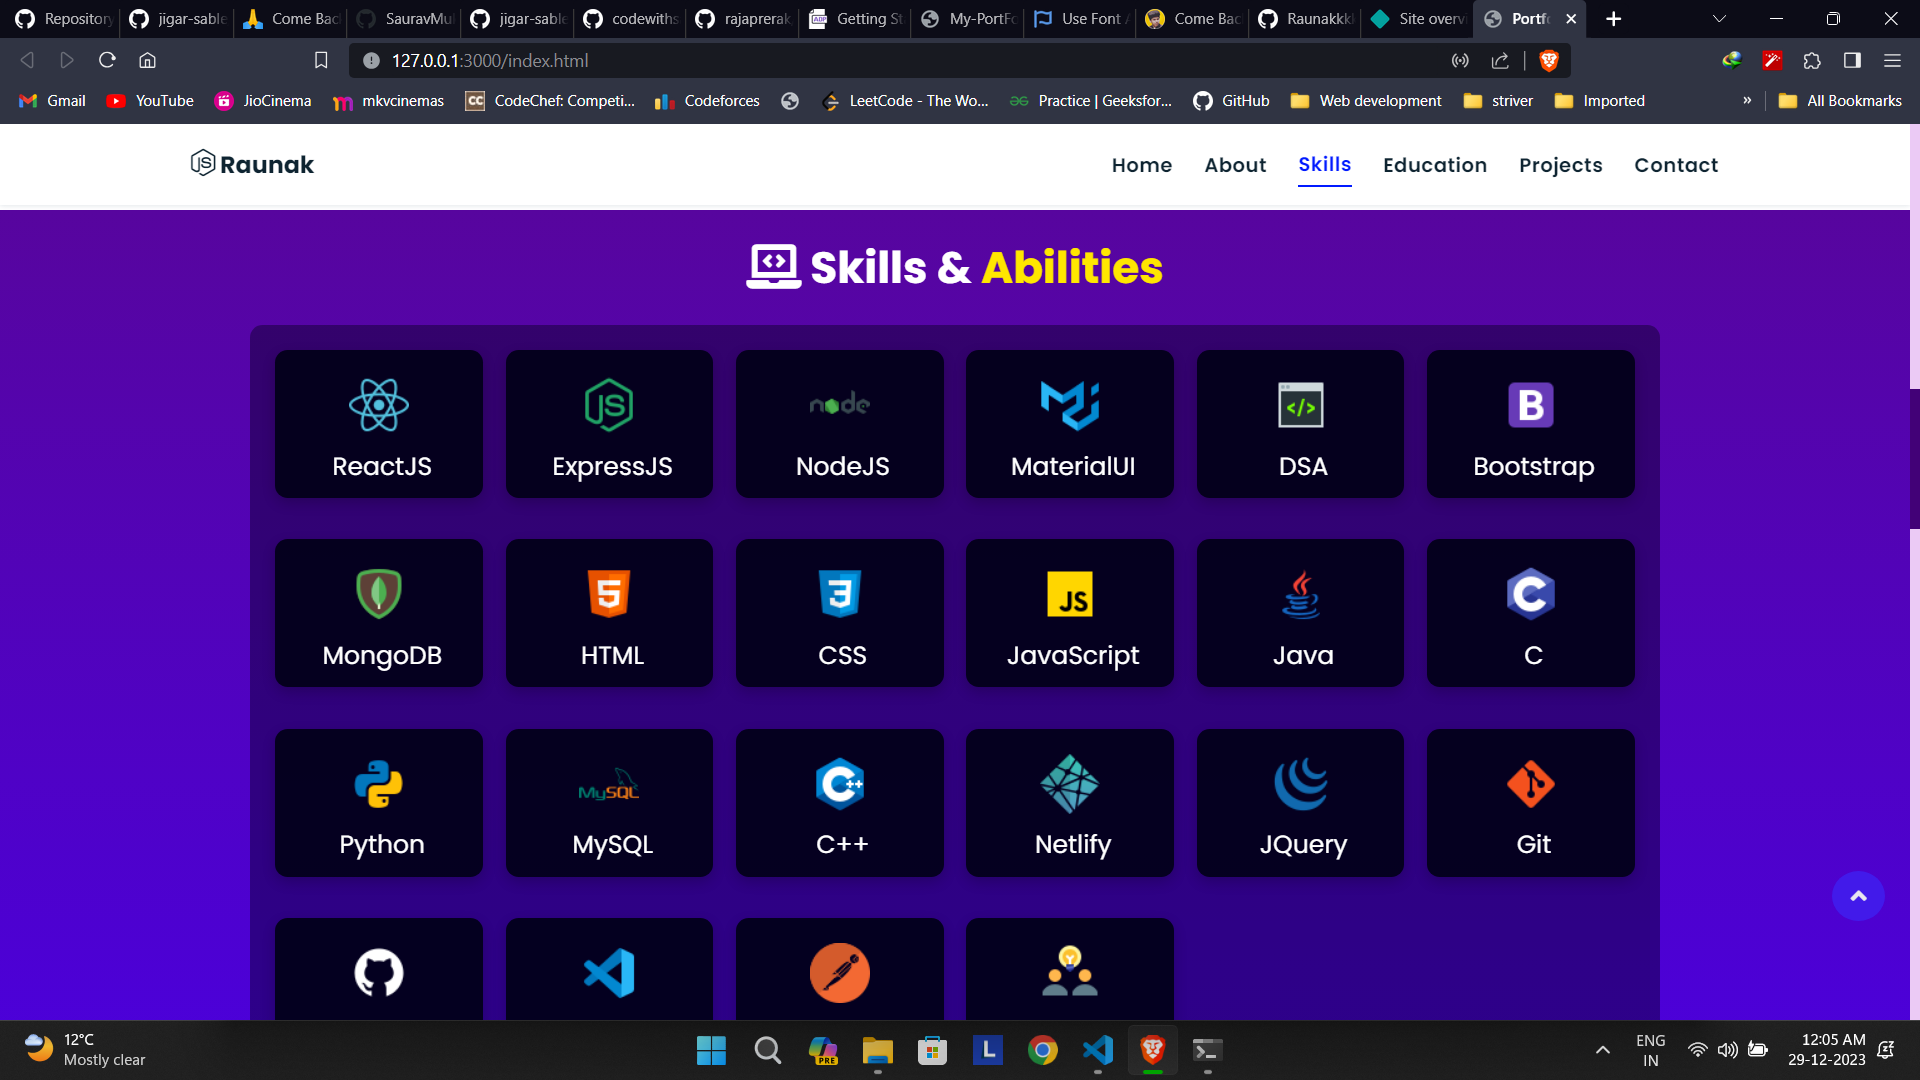 Repository jigar-sable Come Bac SauravMu jigar-sable codewiths rajaprerak Getting St My-PortFo Use Font A Come Bac Raunakkk Site overvi Portfo
127.0.0.1:3000/index.html
Gmail YouTube JioCinema mkvcinemas CodeChef: Competi... Codeforces LeetCode - The Wo... Practice | Geeksfor... GitHub Web development striver Imported » All Bookmarks
Raunak Home About Skills Education Projects Contact
Skills & Abilities
ReactJS ExpressJS NodeJS MaterialUI DSA Bootstrap
MongoDB HTML CSS JavaScript Java C
Python MySQL C++ Netlify JQuery Git
12°C
Mostly clear
ENG
IN
12:05 AM
29-12-2023